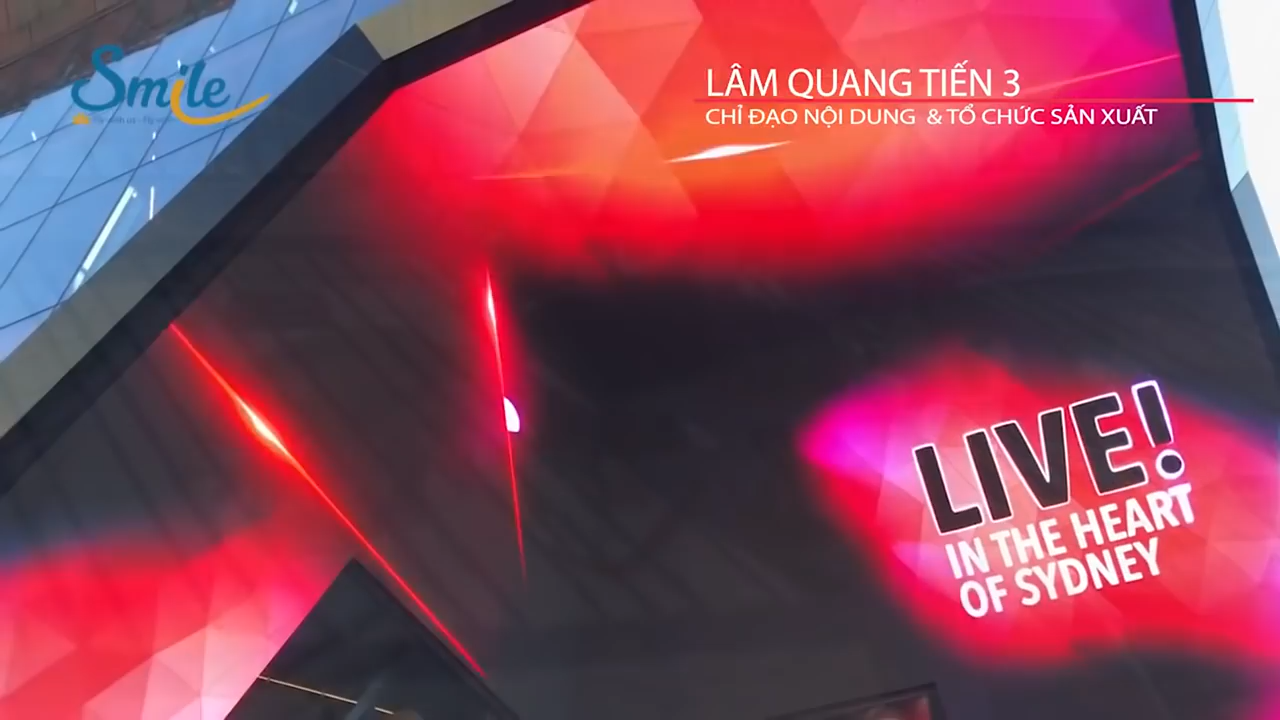 Smile
LÂM QUANG TIẾN 3
CHỈ ĐẠO NỘI DUNG & TỔ CHỨC SẢN XUẤT
LIVE!
IN THE HEART
OF SYDNEY